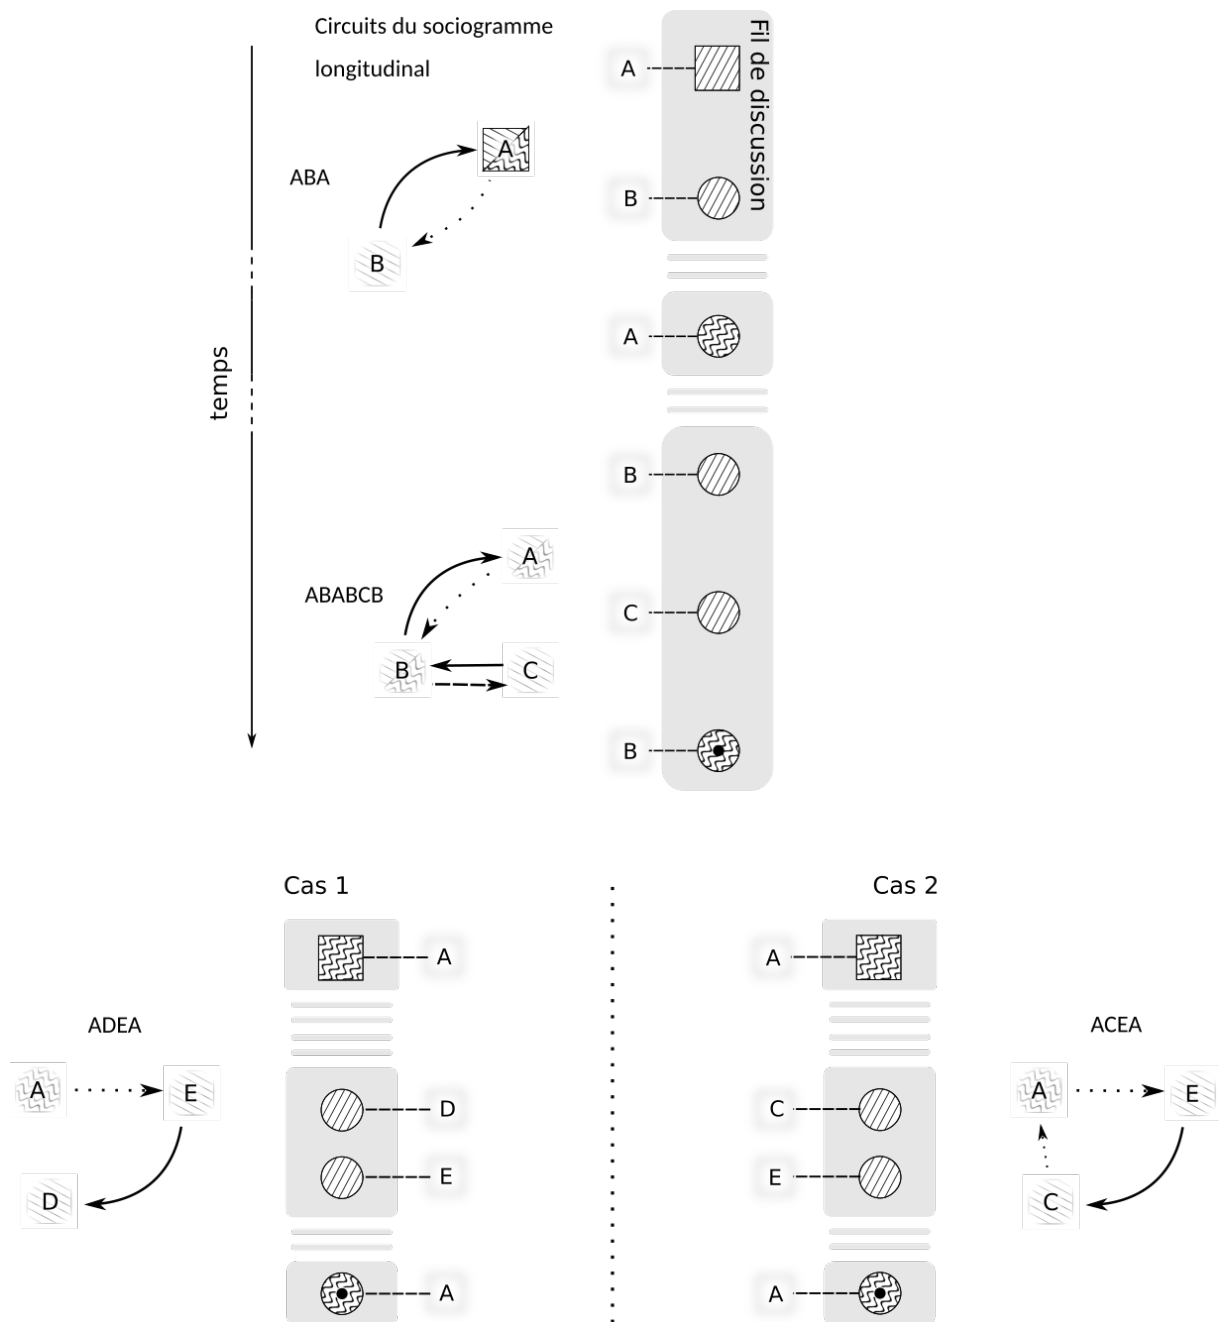 Circuits du sociogramme
longitudinal
Fil de discussion
A
ABA
A
B
B
temps
A
B
ABABCB
A
B
C
C
B
Cas 1
Cas 2
A
A
ADEA
ACEA
A
E
D
C
A
E
D
E
E
C
A
A